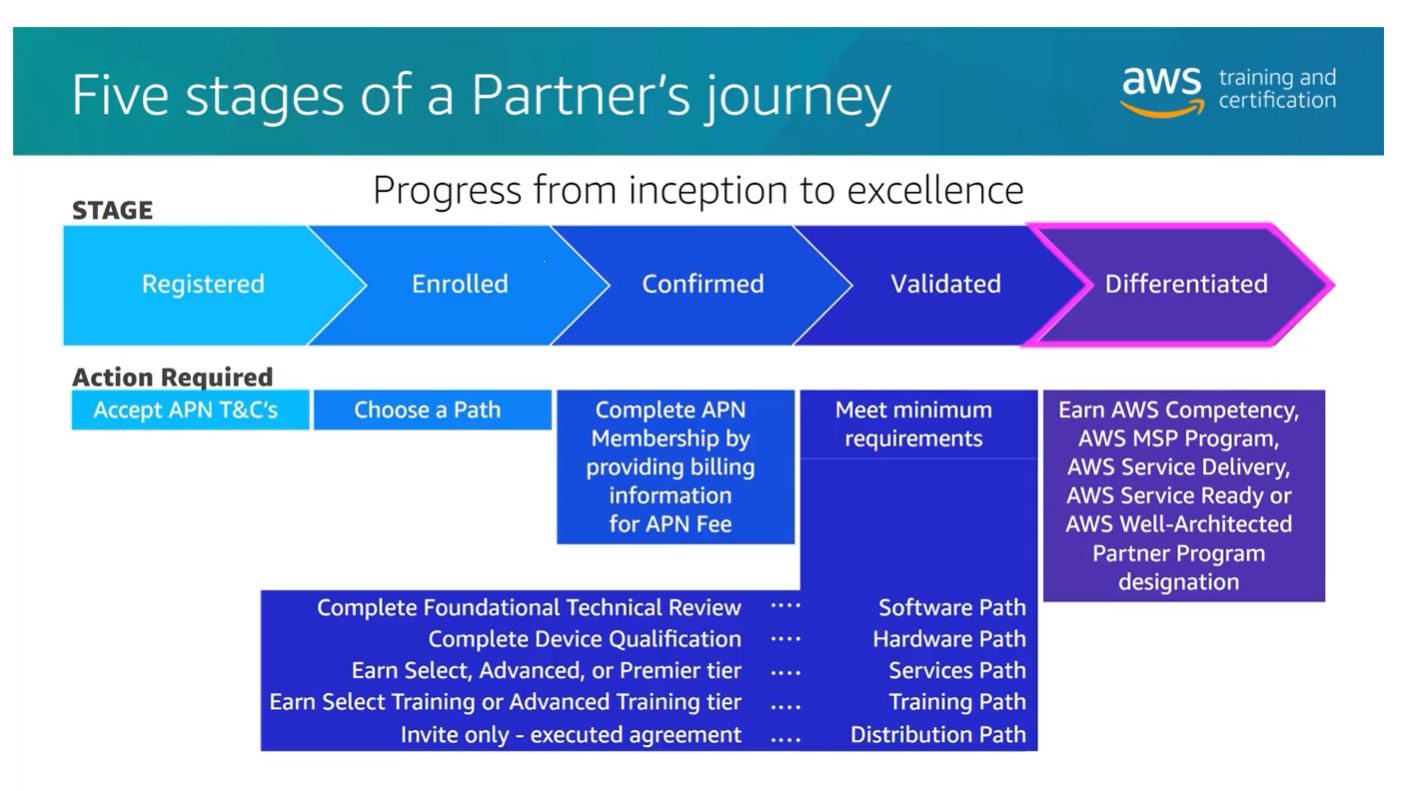 Five stages of a Partner's journey
aws training and
certification
Progress from inception to excellence
STAGE
Registered
Enrolled
Confirmed
Validated
Differentiated
Action Required
Accept APN T&C's
Choose a Path
Complete APN
Membership by
providing billing
information
for APN Fee
Meet minimum
requirements
Earn AWS Competency,
AWS MSP Program,
AWS Service Delivery,
AWS Service Ready or
AWS Well-Architected
Partner Program
designation
Complete Foundational Technical Review .... Software Path
Complete Device Qualification .... Hardware Path
Earn Select, Advanced, or Premier tier .... Services Path
Earn Select Training or Advanced Training tier .... Training Path
Invite only - executed agreement .... Distribution Path